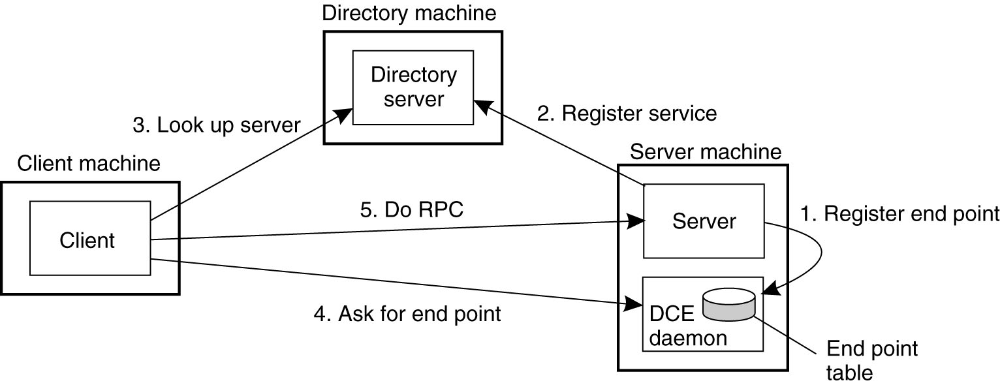 Directory machine
Directory
server
3. Look up server
2. Register service
Client machine
Server machine
5. Do RPC
1. Register end point
Client
Server
4. Ask for end point
DCE
daemon
End point
table